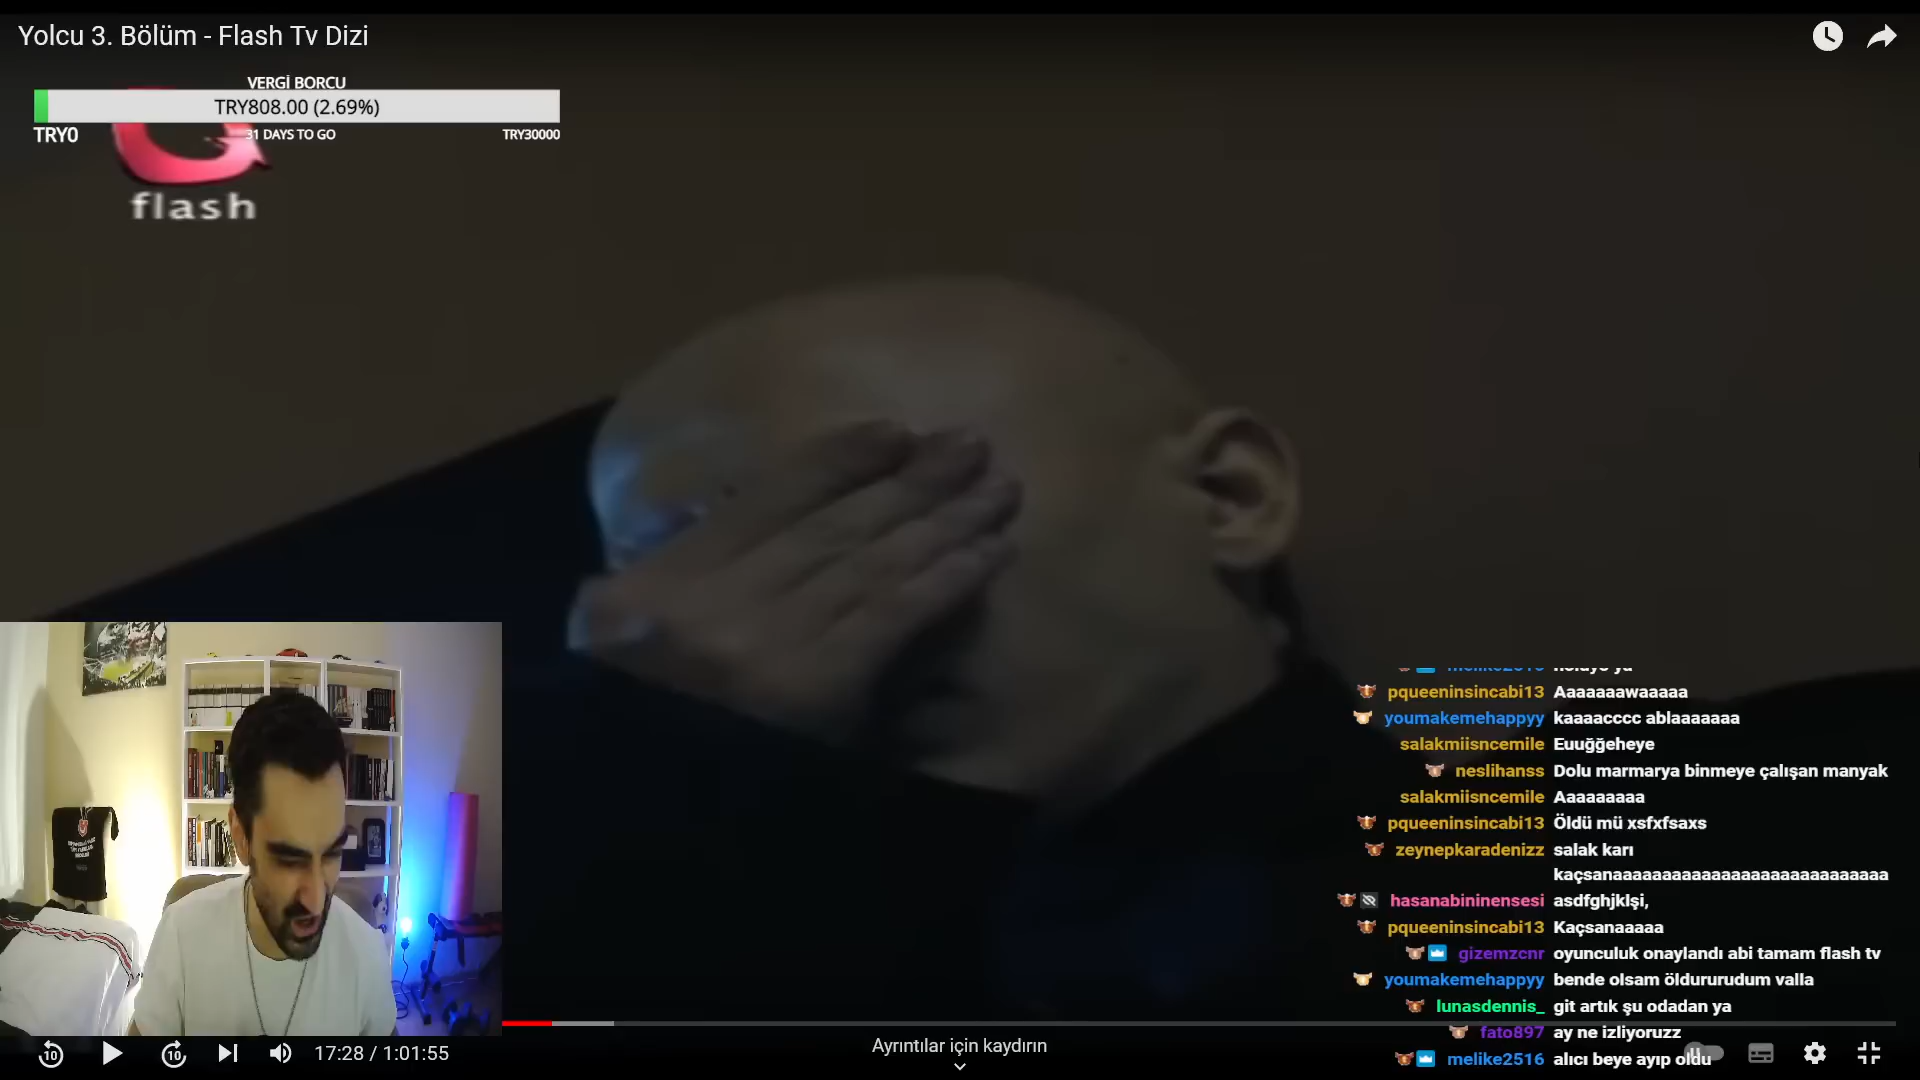 Yolcu 3. Bölüm - Flash Tv Dizi
VERGİ BORCU
TRY808.00 (2.69%)
TRY0
31 DAYS TO GO
TRY30000
flash
pqueeninsincabi13 Aaaaaaawaaaaa
youmakemehappyy kaaaacccc ablaaaaaaa
salakmiisncemile Euuğğeheye
neslihanss Dolu marmarya binmeye çalışan manyak
salakmiisncemile Aaaaaaaaa
pqueeninsincabi13 Öldü mü xsfxfsaxs
zeynepkaradenizz salak karı
kaçsanaaaaaaaaaaaaaaaaaaaaaaaaaaaa
hasanabininensesi asdfghjklşi,
pqueeninsincabi13 Kaçsanaaaaa
gizemzcnr oyunculuk onaylandı abi tamam flash tv
youmakemehappyy bende olsam öldururudum valla
lunasdennis_ git artık şu odadan ya
fato897 ay ne izliyoruzz
melike2516 alıcı beye ayıp oldu
10
10
17:28 / 1:01:55
Ayrıntılar için kaydırın